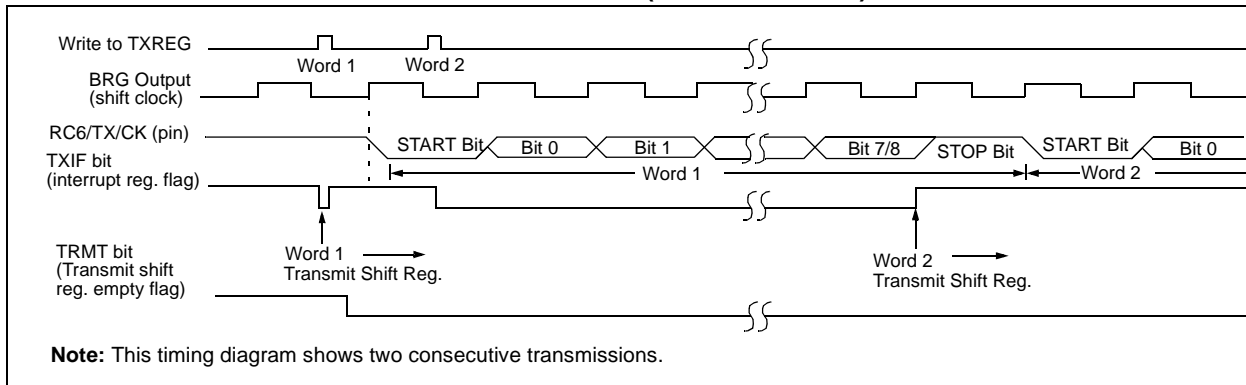 Write to TXREG
Word 1
Word 2
BRG Output
(shift clock)
RC6/TX/CK (pin)
START Bit
Bit 0
Bit 1
Bit 7/8
STOP Bit
START Bit
Bit 0
TXIF bit
(interrupt reg. flag)
Word 1
Word 2
TRMT bit
(Transmit shift
reg. empty flag)
Word 1
Transmit Shift Reg.
Word 2
Transmit Shift Reg.
Note: This timing diagram shows two consecutive transmissions.